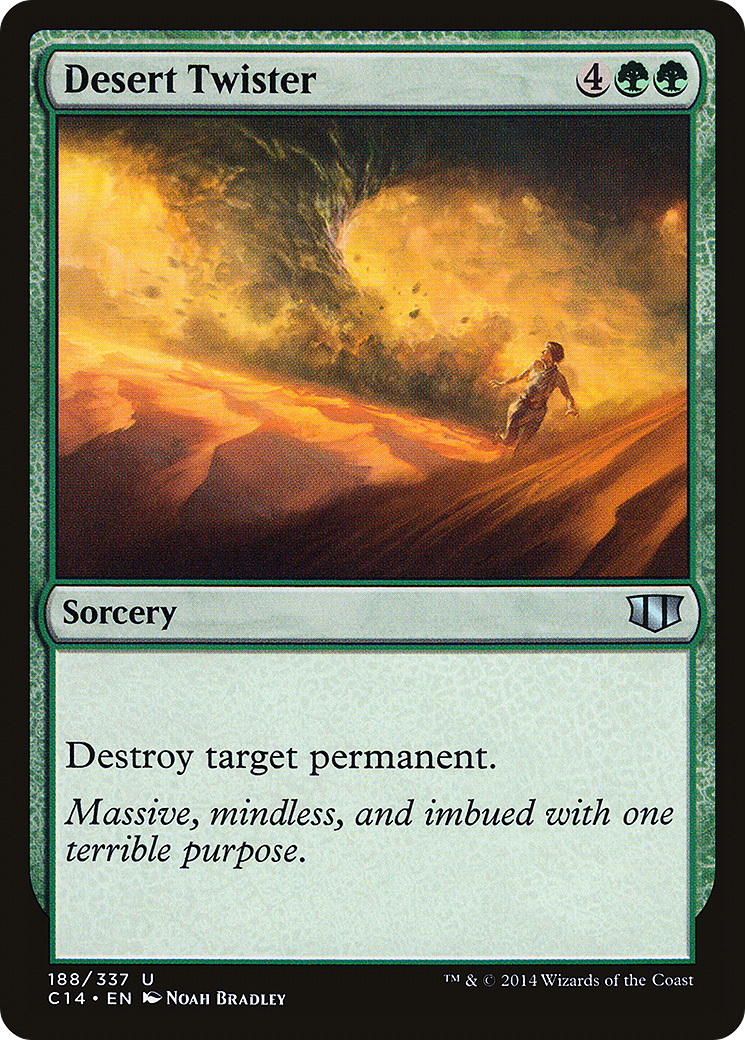 Desert Twister 4
Sorcery
Destroy target permanent.
Massive, mindless, and imbued with one
terrible purpose.
188/337 U
C14 • EN Noah Bradley
™ & © 2014 Wizards of the Coast